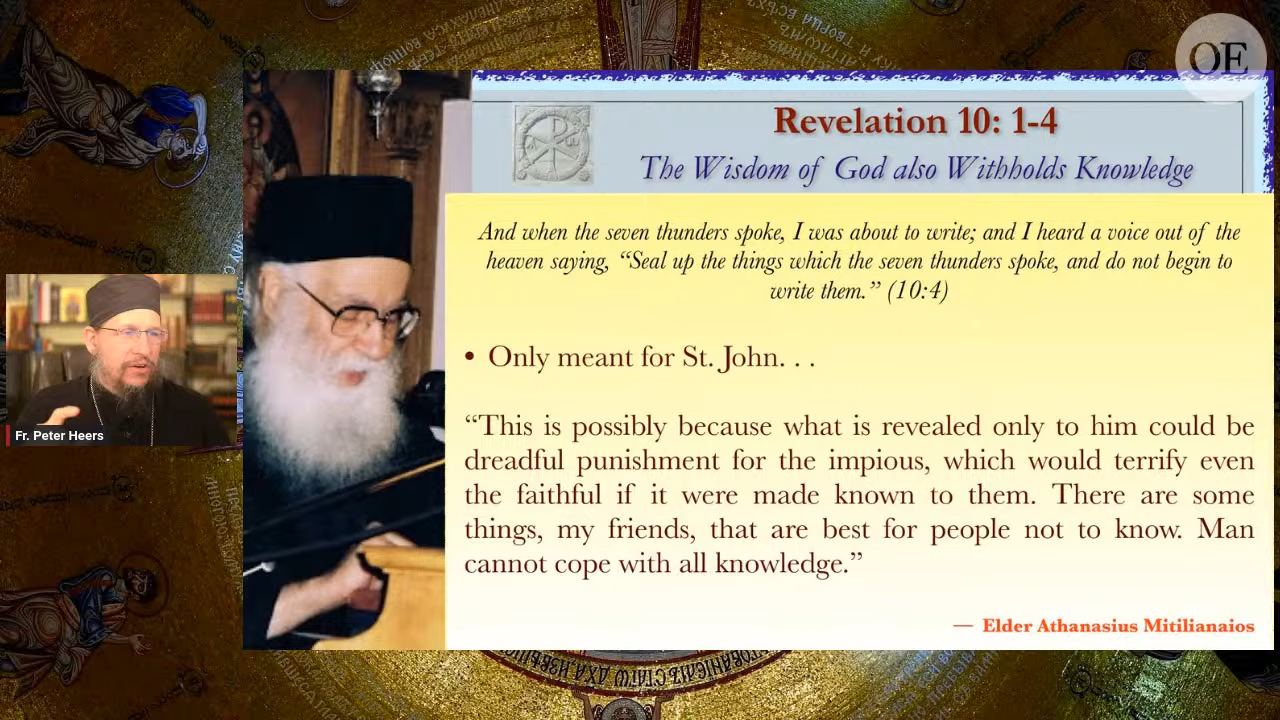 OE
Revelation 10: 1-4
The Wisdom of God also Withholds Knowledge
And when the seven thunders spoke, I was about to write; and I heard a voice out of the
heaven saying, “Seal up the things which the seven thunders spoke, and do not begin to
write them.” (10:4)
• Only meant for St. John. . .
“This is possibly because what is revealed only to him could be
dreadful punishment for the impious, which would terrify even
the faithful if it were made known to them. There are some
things, my friends, that are best for people not to know. Man
cannot cope with all knowledge.”
— Elder Athanasius Mitilianaios
Fr. Peter Heers